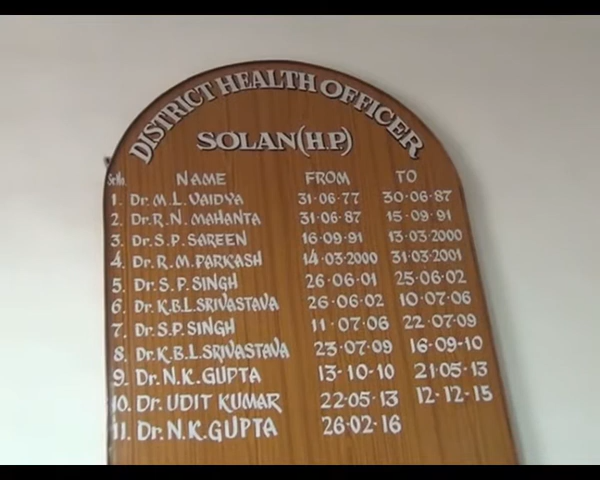 DISTRICT HEALTH OFFICER
SOLAN (H.P.)
Sr.No. NAME FROM TO
1. Dr. M.L. VAIDYA 31·06·77 30·06·87
2. Dr. R.N. MAHANTA 31·06·87 15·09·91
3. Dr. S.P. SAREEN 16·09·91 13·03·2000
4. Dr. R.M. PARKASH 14·03·2000 31·03·2001
5. Dr. S.P. SINGH 26·06·01 25·06·02
6. Dr. K.B.L. SRIVASTAVA 26·06·02 10·07·06
7. Dr. S.P. SINGH 11·07·06 22·07·09
8. Dr. K.B.L. SRIVASTAVA 23·07·09 16·09·10
9. Dr. N.K. GUPTA 13·10·10 21·05·13
10. Dr. UDIT KUMAR 22·05·13 12·12·15
11. Dr. N.K. GUPTA 26·02·16